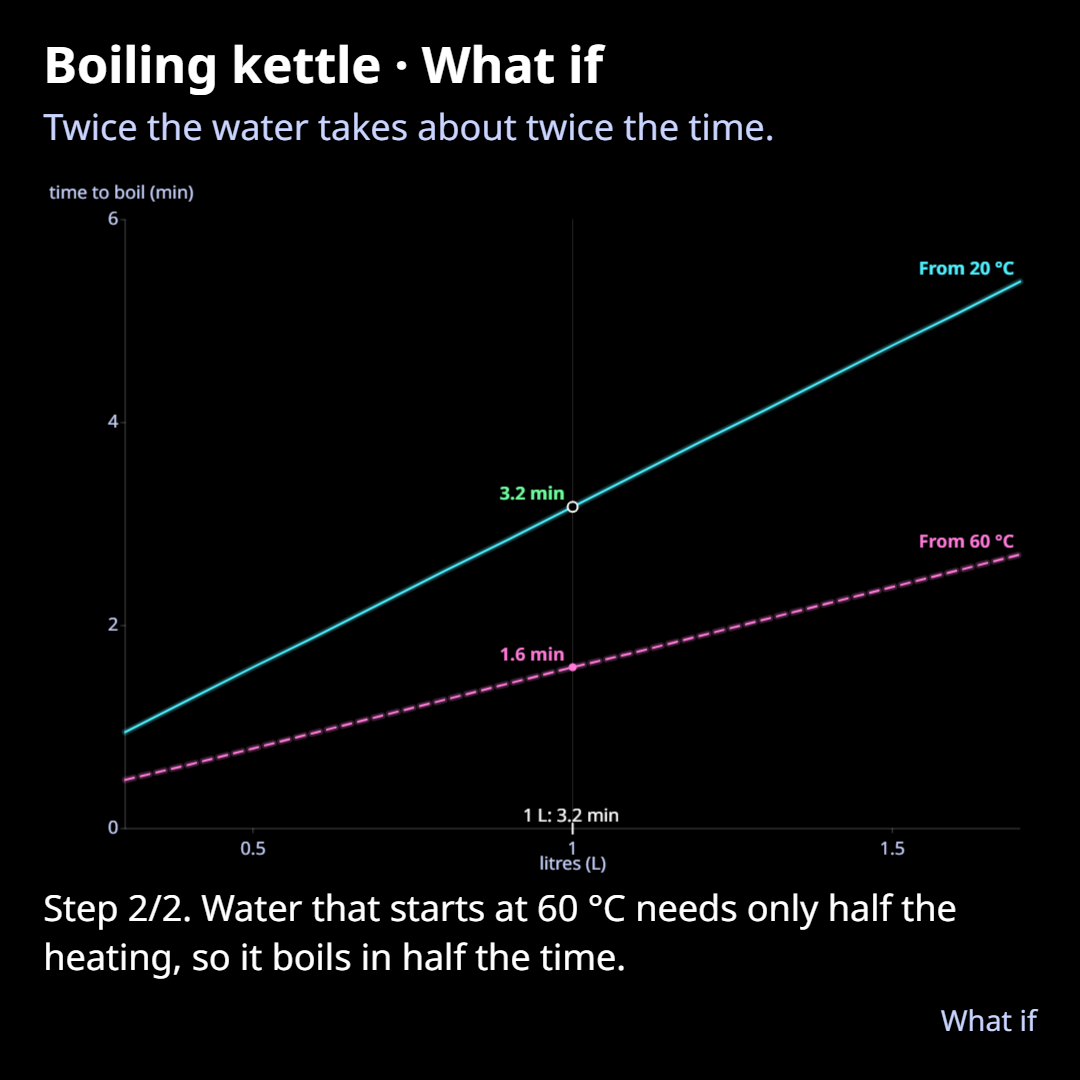 Boiling kettle · What if
Twice the water takes about twice the time.
time to boil (min)
6
From 20 °C
4
3.2 min
From 60 °C
2
1.6 min
1 L: 3.2 min
0
0.5
1
1.5
litres (L)
Step 2/2. Water that starts at 60 °C needs only half the
heating, so it boils in half the time.
What if